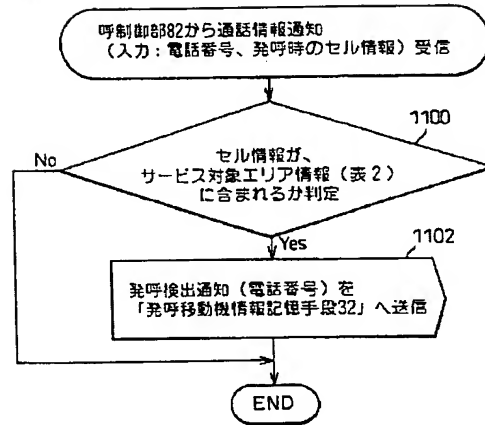 呼制御部82から通話情報通知
(入力:電話番号、発呼時のセル情報)受信
1100
セル情報が、
サービス対象エリア情報(表2)
に含まれるか判定
No
Yes
1102
発呼検出通知(電話番号)を
「発呼移動機情報記憶手段32」へ送信
END